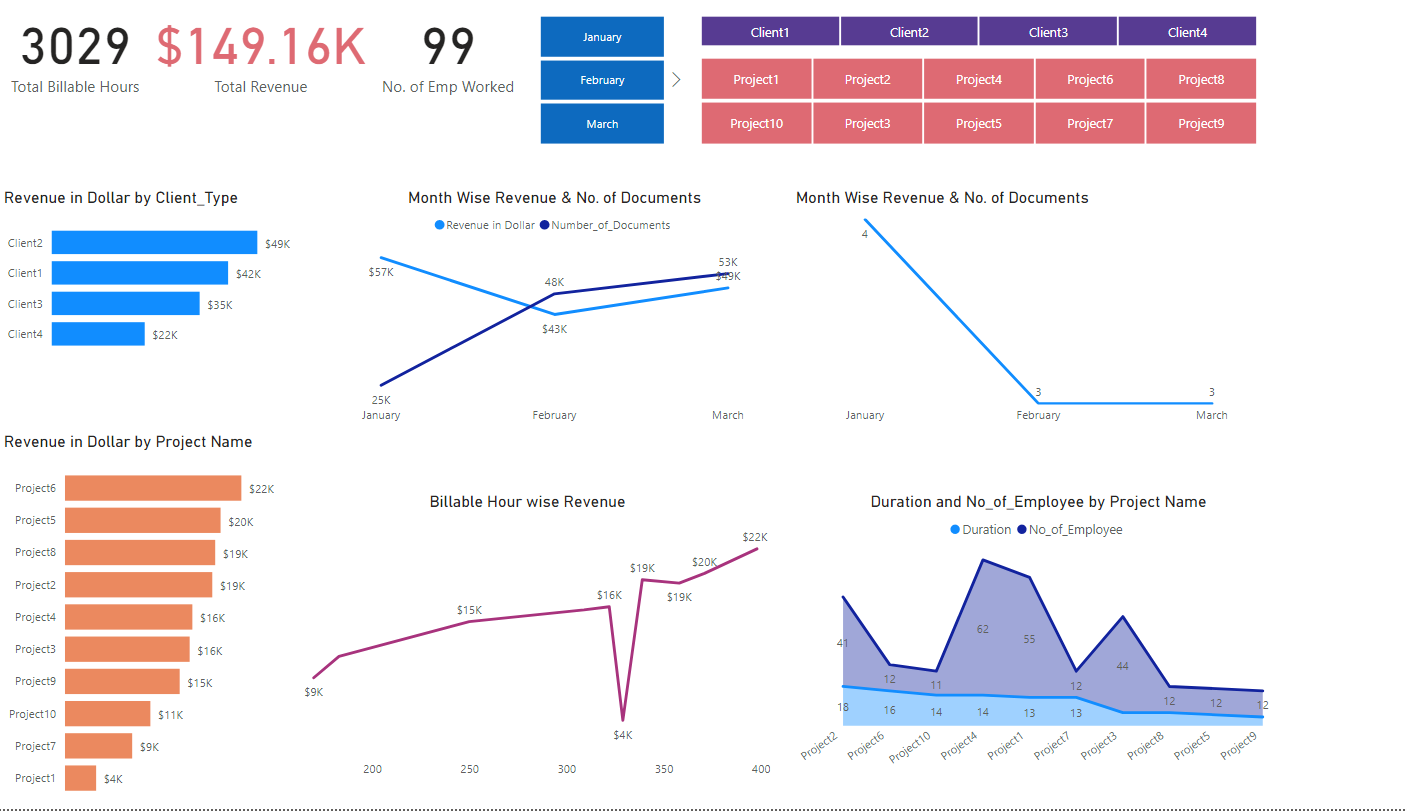 3029
Total Billable Hours
$149.16K
Total Revenue
99
No. of Emp Worked
January
February
March
Client1 Client2 Client3 Client4
Project1 Project2 Project4 Project6 Project8
Project10 Project3 Project5 Project7 Project9
Revenue in Dollar by Client_Type
Client2 $49K
Client1 $42K
Client3 $35K
Client4 $22K
Month Wise Revenue & No. of Documents
Revenue in Dollar Number_of_Documents
53K
$57K $49K
48K
$43K
25K
January February March
Month Wise Revenue & No. of Documents
4
3 3
January February March
Revenue in Dollar by Project Name
Project6 $22K
Project5 $20K
Project8 $19K
Project2 $19K
Project4 $16K
Project3 $16K
Project9 $15K
Project10 $11K
Project7 $9K
Project1 $4K
Billable Hour wise Revenue
$22K
$19K $20K
$16K $19K
$15K
$9K
$4K
200 250 300 350 400
Duration and No_of_Employee by Project Name
Duration No_of_Employee
41 12 11 62 55 12 44 12 12 12
18 16 14 14 13 13
Project2 Project6 Project10 Project4 Project1 Project7 Project3 Project8 Project5 Project9